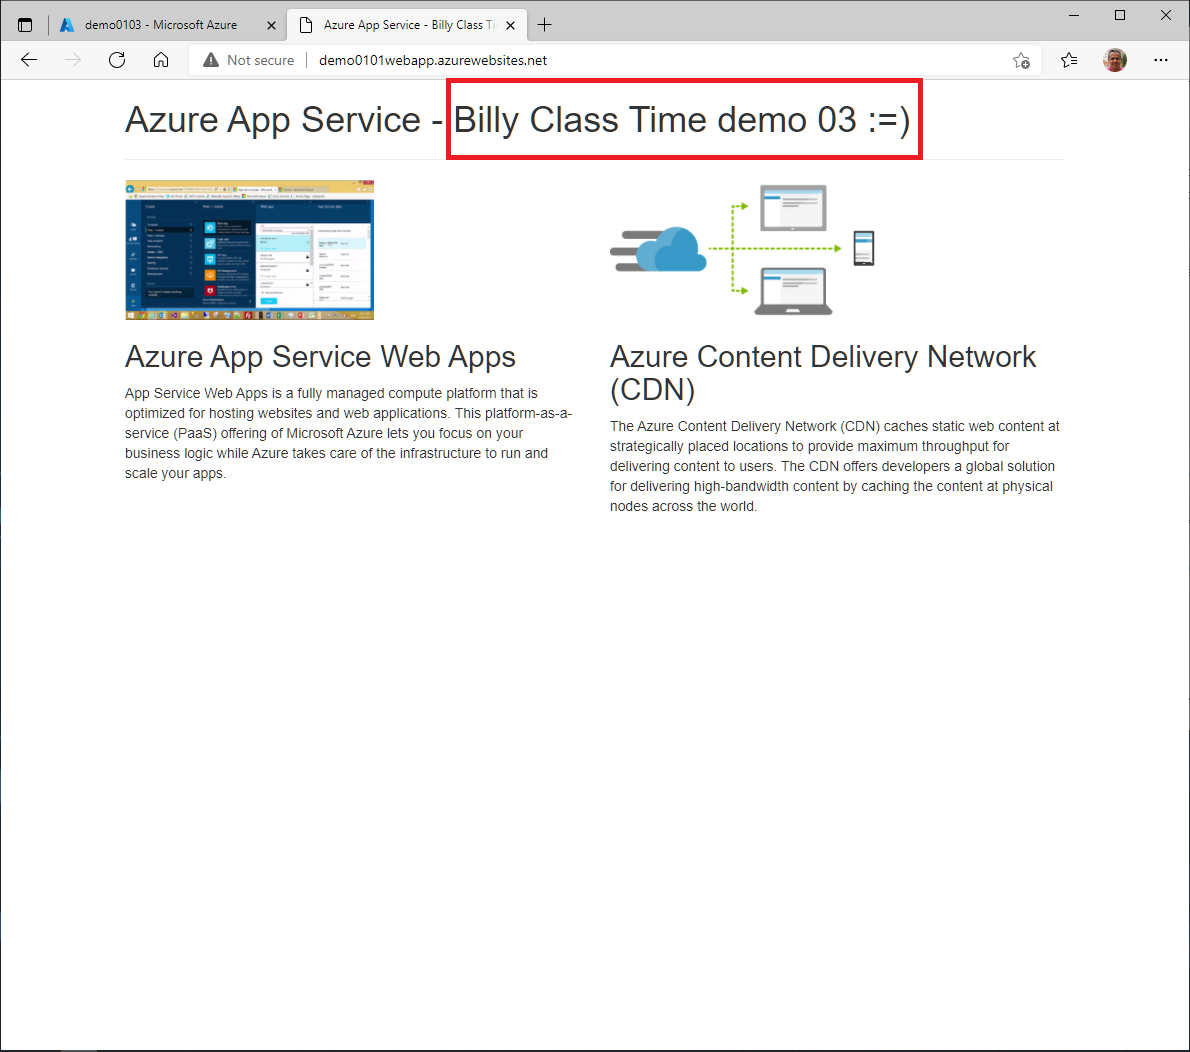 demo0103 - Microsoft Azure
Azure App Service - Billy Class Ti
Not secure
demo0101webapp.azurewebsites.net
Azure App Service - Billy Class Time demo 03 :=)
Azure App Service Web Apps
App Service Web Apps is a fully managed compute platform that is
optimized for hosting websites and web applications. This platform-as-a-
service (PaaS) offering of Microsoft Azure lets you focus on your
business logic while Azure takes care of the infrastructure to run and
scale your apps.
Azure Content Delivery Network
(CDN)
The Azure Content Delivery Network (CDN) caches static web content at
strategically placed locations to provide maximum throughput for
delivering content to users. The CDN offers developers a global solution
for delivering high-bandwidth content by caching the content at physical
nodes across the world.